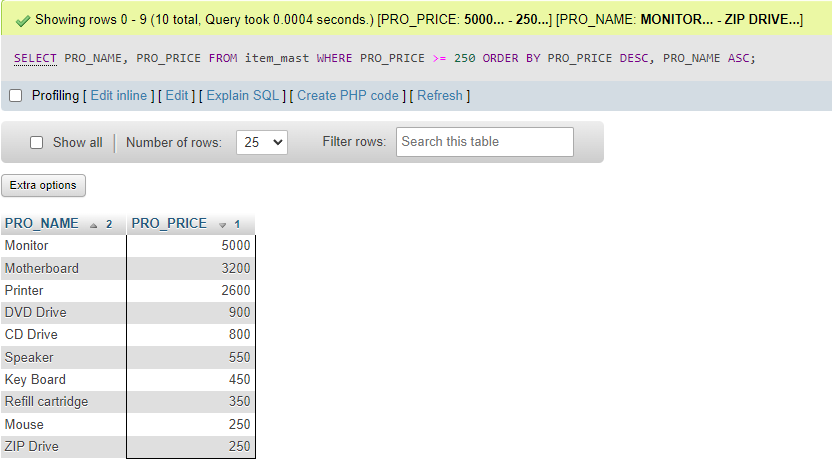 Showing rows 0 - 9 (10 total, Query took 0.0004 seconds.) [PRO_PRICE: 5000... - 250...] [PRO_NAME: MONITOR... - ZIP DRIVE...]
SELECT PRO_NAME, PRO_PRICE FROM item_mast WHERE PRO_PRICE >= 250 ORDER BY PRO_PRICE DESC, PRO_NAME ASC;
Profiling [ Edit inline ] [ Edit ] [ Explain SQL ] [ Create PHP code ] [ Refresh ]
Show all Number of rows: 25 Filter rows: Search this table
Extra options
PRO_NAME 2 PRO_PRICE 1
Monitor 5000
Motherboard 3200
Printer 2600
DVD Drive 900
CD Drive 800
Speaker 550
Key Board 450
Refill cartridge 350
Mouse 250
ZIP Drive 250